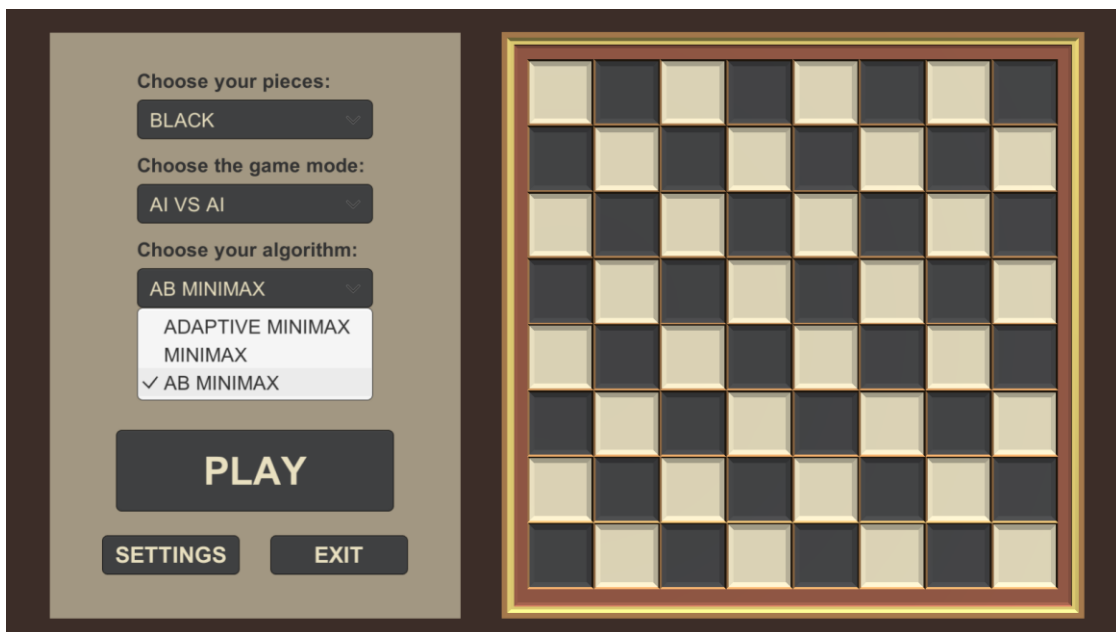 Choose your pieces:
BLACK
Choose the game mode:
AI VS AI
Choose your algorithm:
AB MINIMAX
ADAPTIVE MINIMAX
MINIMAX
AB MINIMAX
PLAY
SETTINGS EXIT